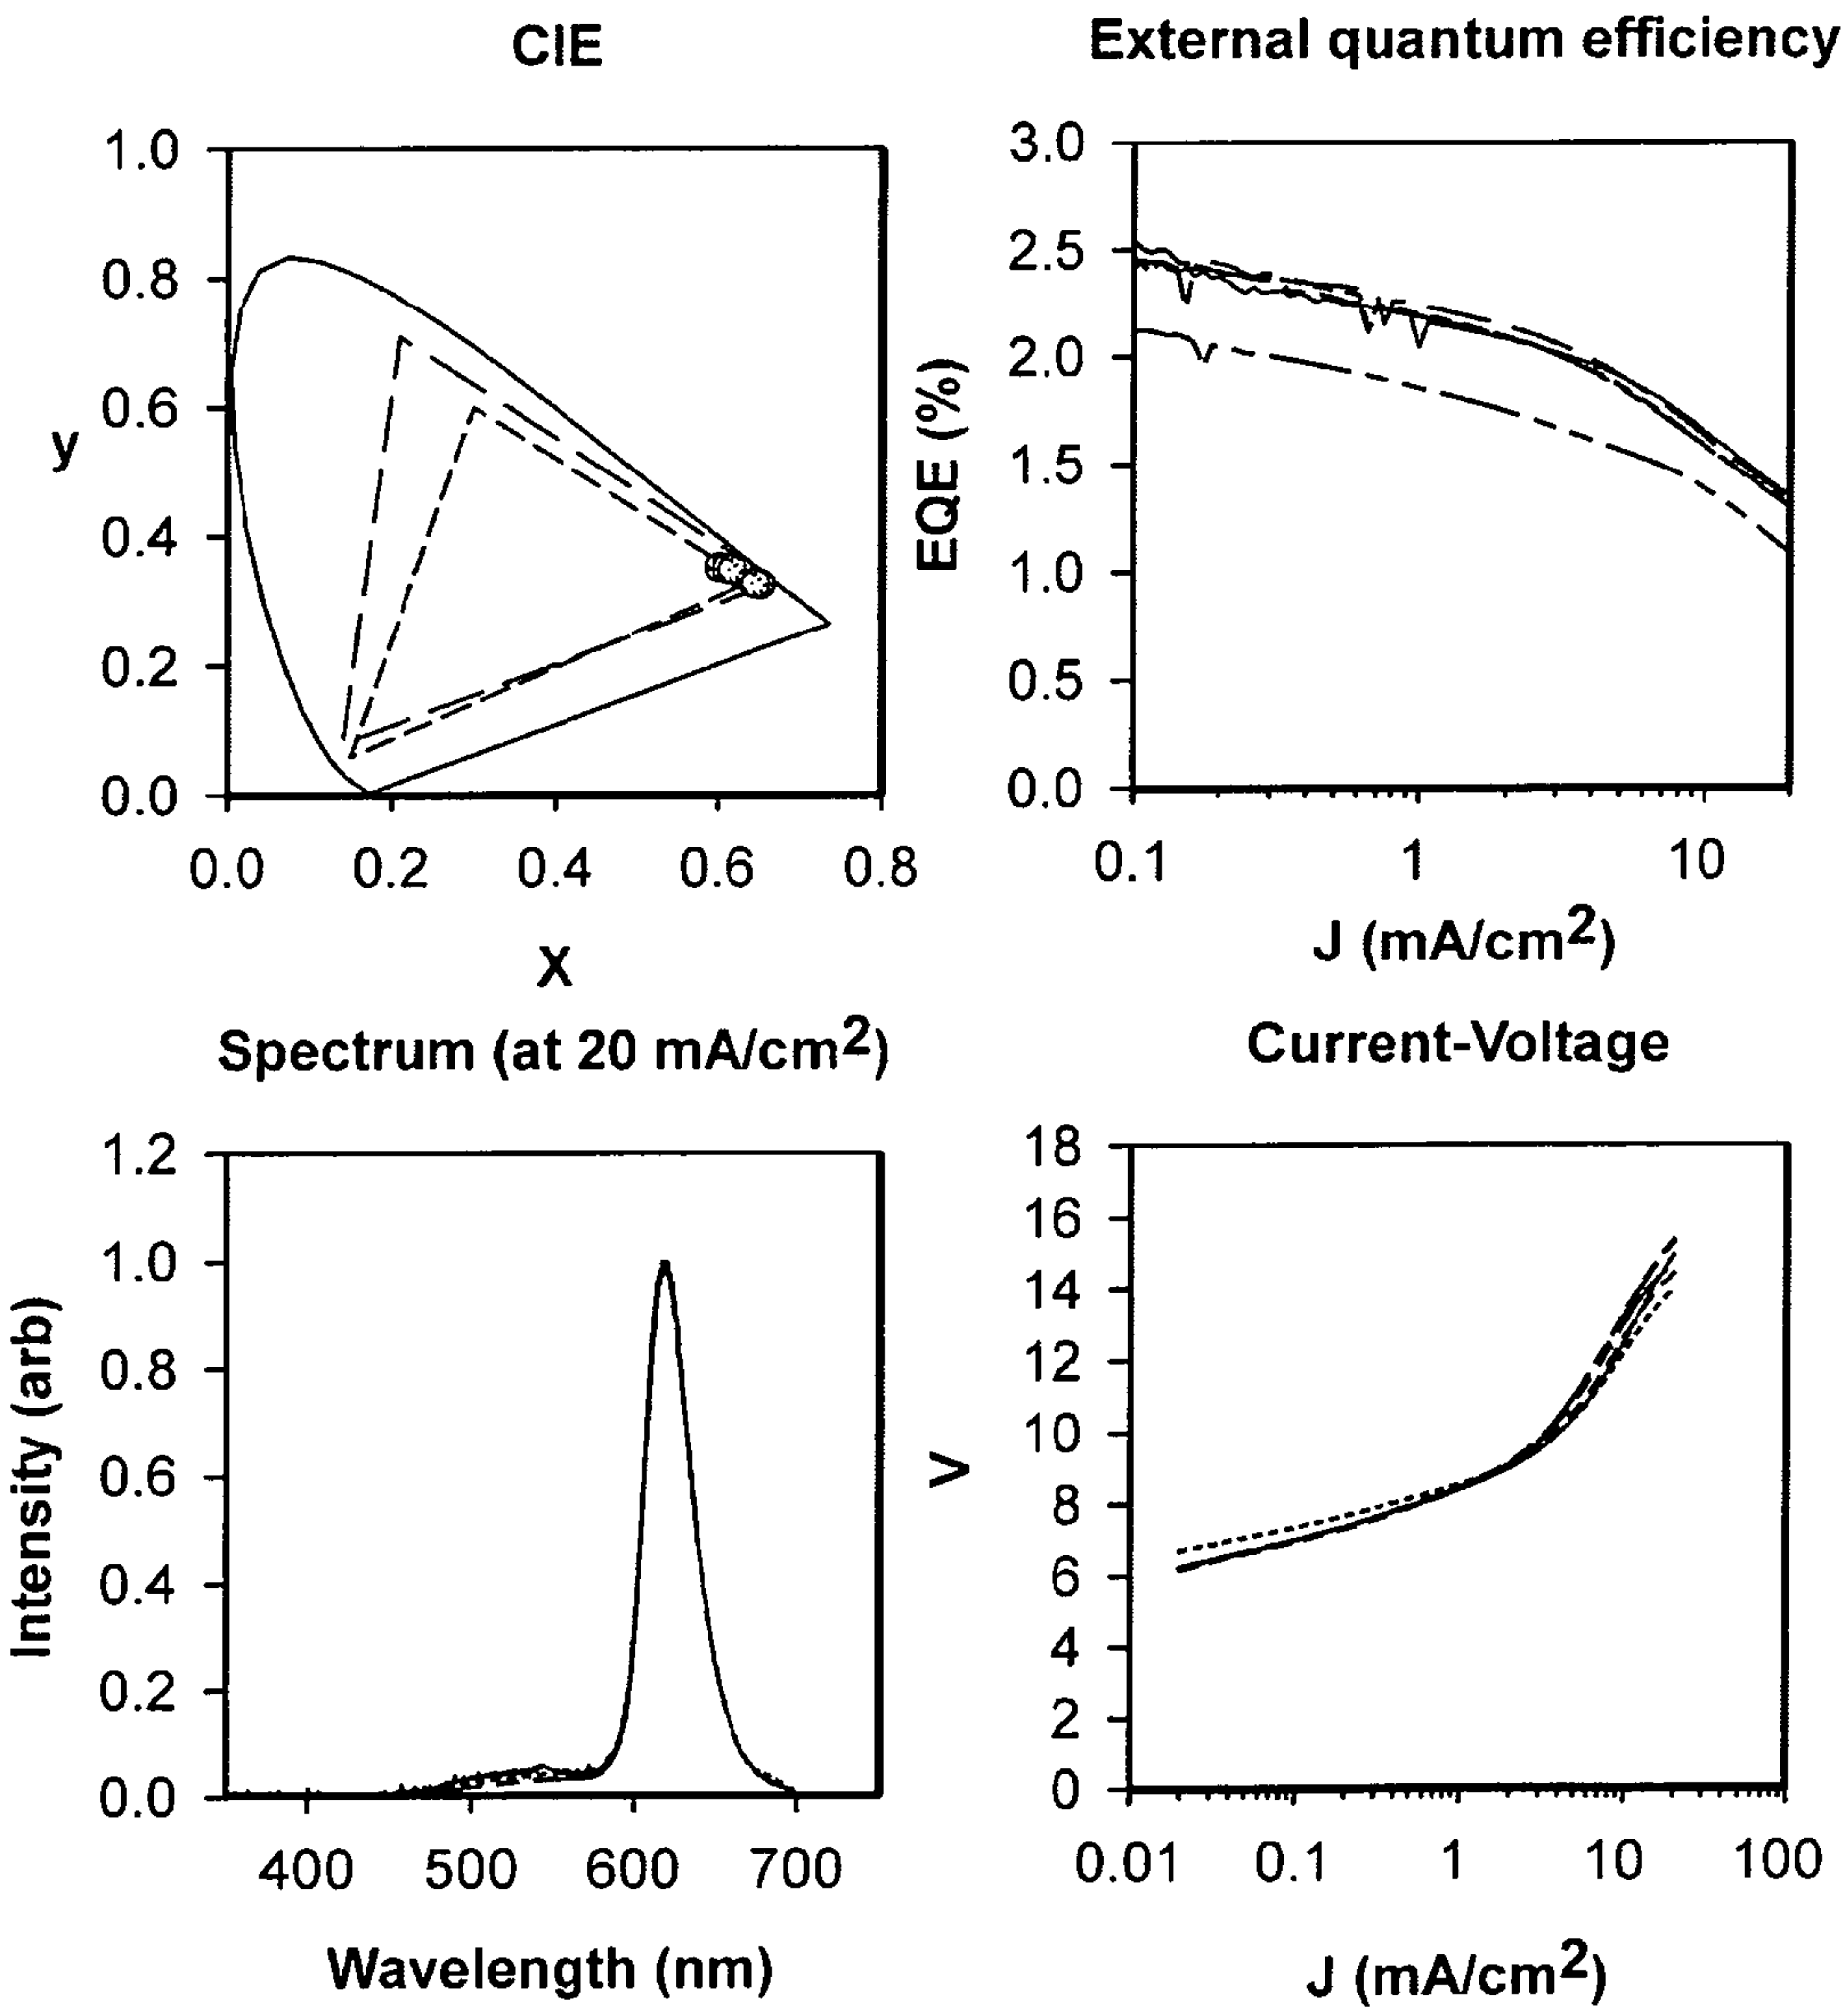 CIE
1.0
0.8
0.6
0.4
0.2
0.0
y
0.0 0.2 0.4 0.6 0.8
X
External quantum efficiency
3.0
2.5
2.0
1.5
1.0
0.5
0.0
EQE (%)
0.1 1 10
J (mA/cm2)
Spectrum (at 20 mA/cm2)
1.2
1.0
0.8
0.6
0.4
0.2
0.0
Intensity (arb)
400 500 600 700
Wavelength (nm)
Current-Voltage
18
16
14
12
10
8
6
4
2
0
V
0.01 0.1 1 10 100
J (mA/cm2)